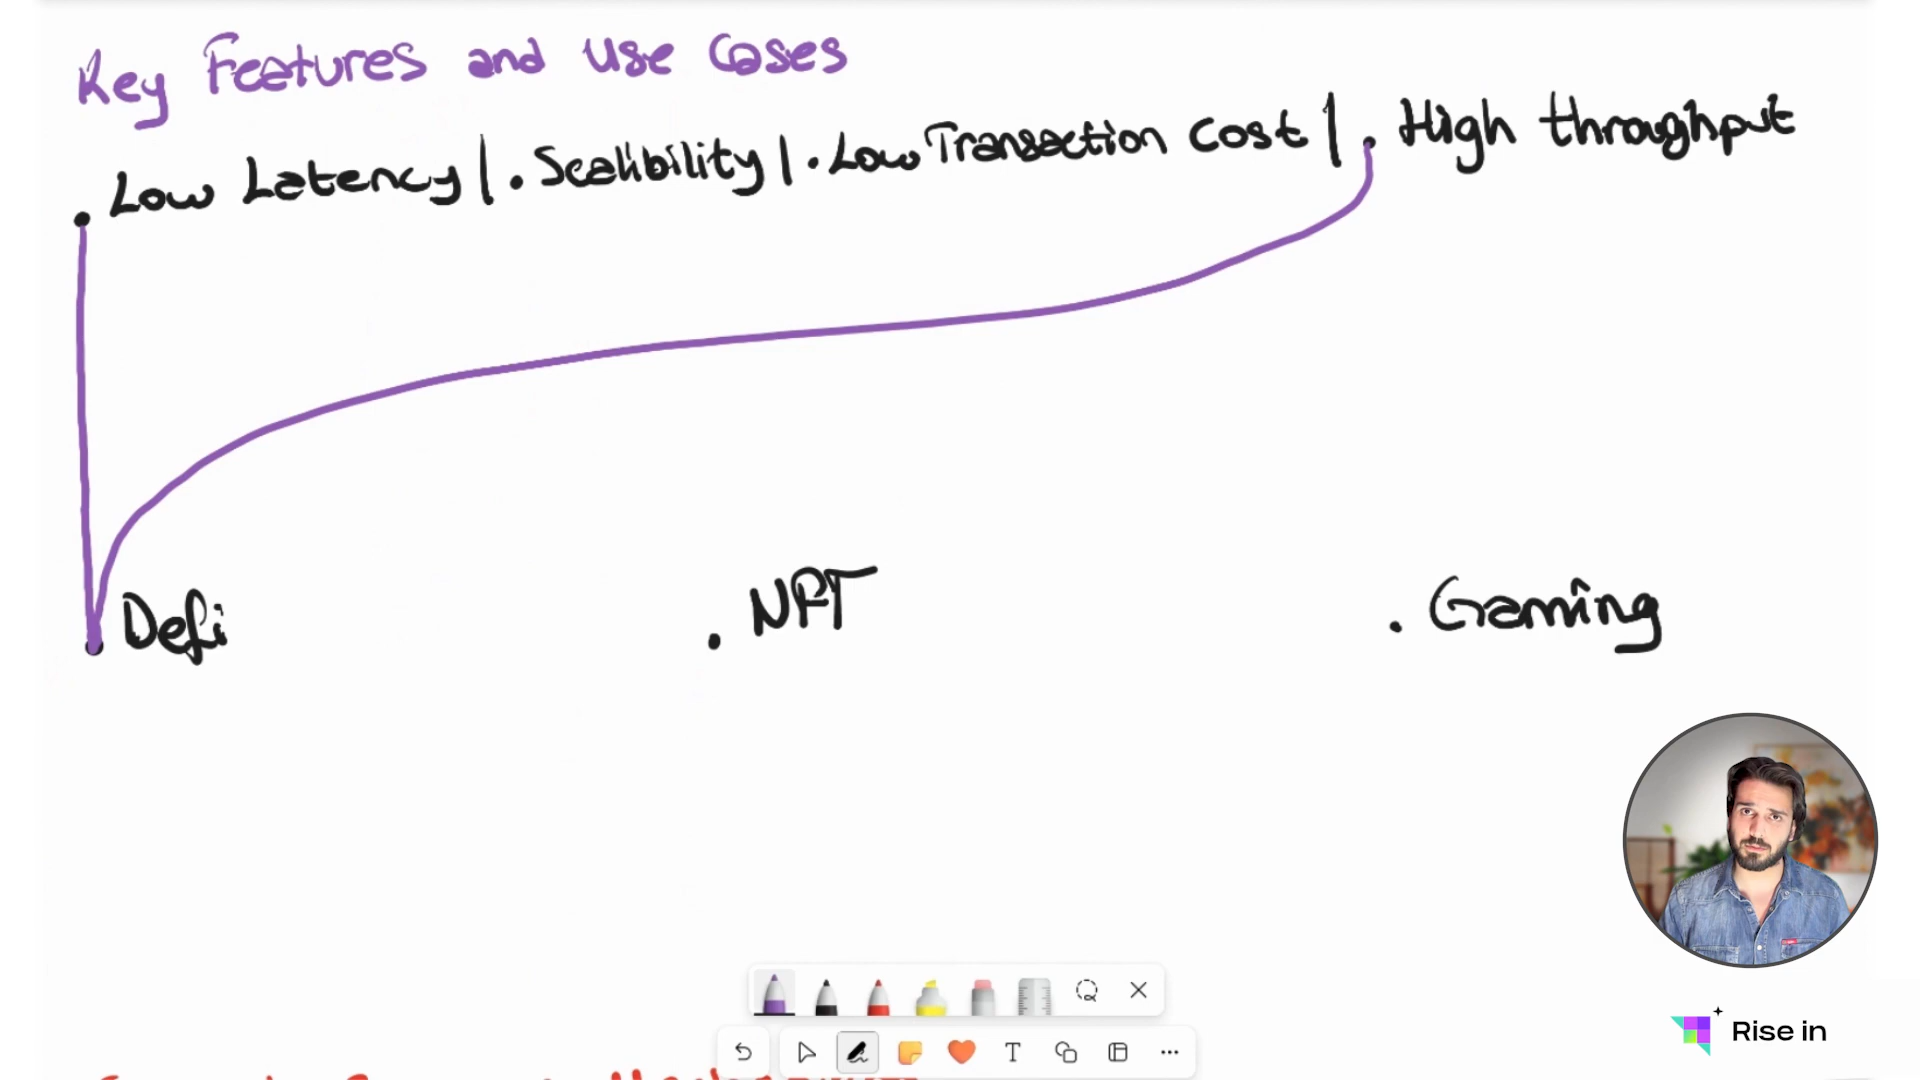 Key Features and Use Cases
. Low Latency | . Scalibility | . Low Transaction Cost | . High throughput
. Defi . NFT . Gaming
T
Rise in